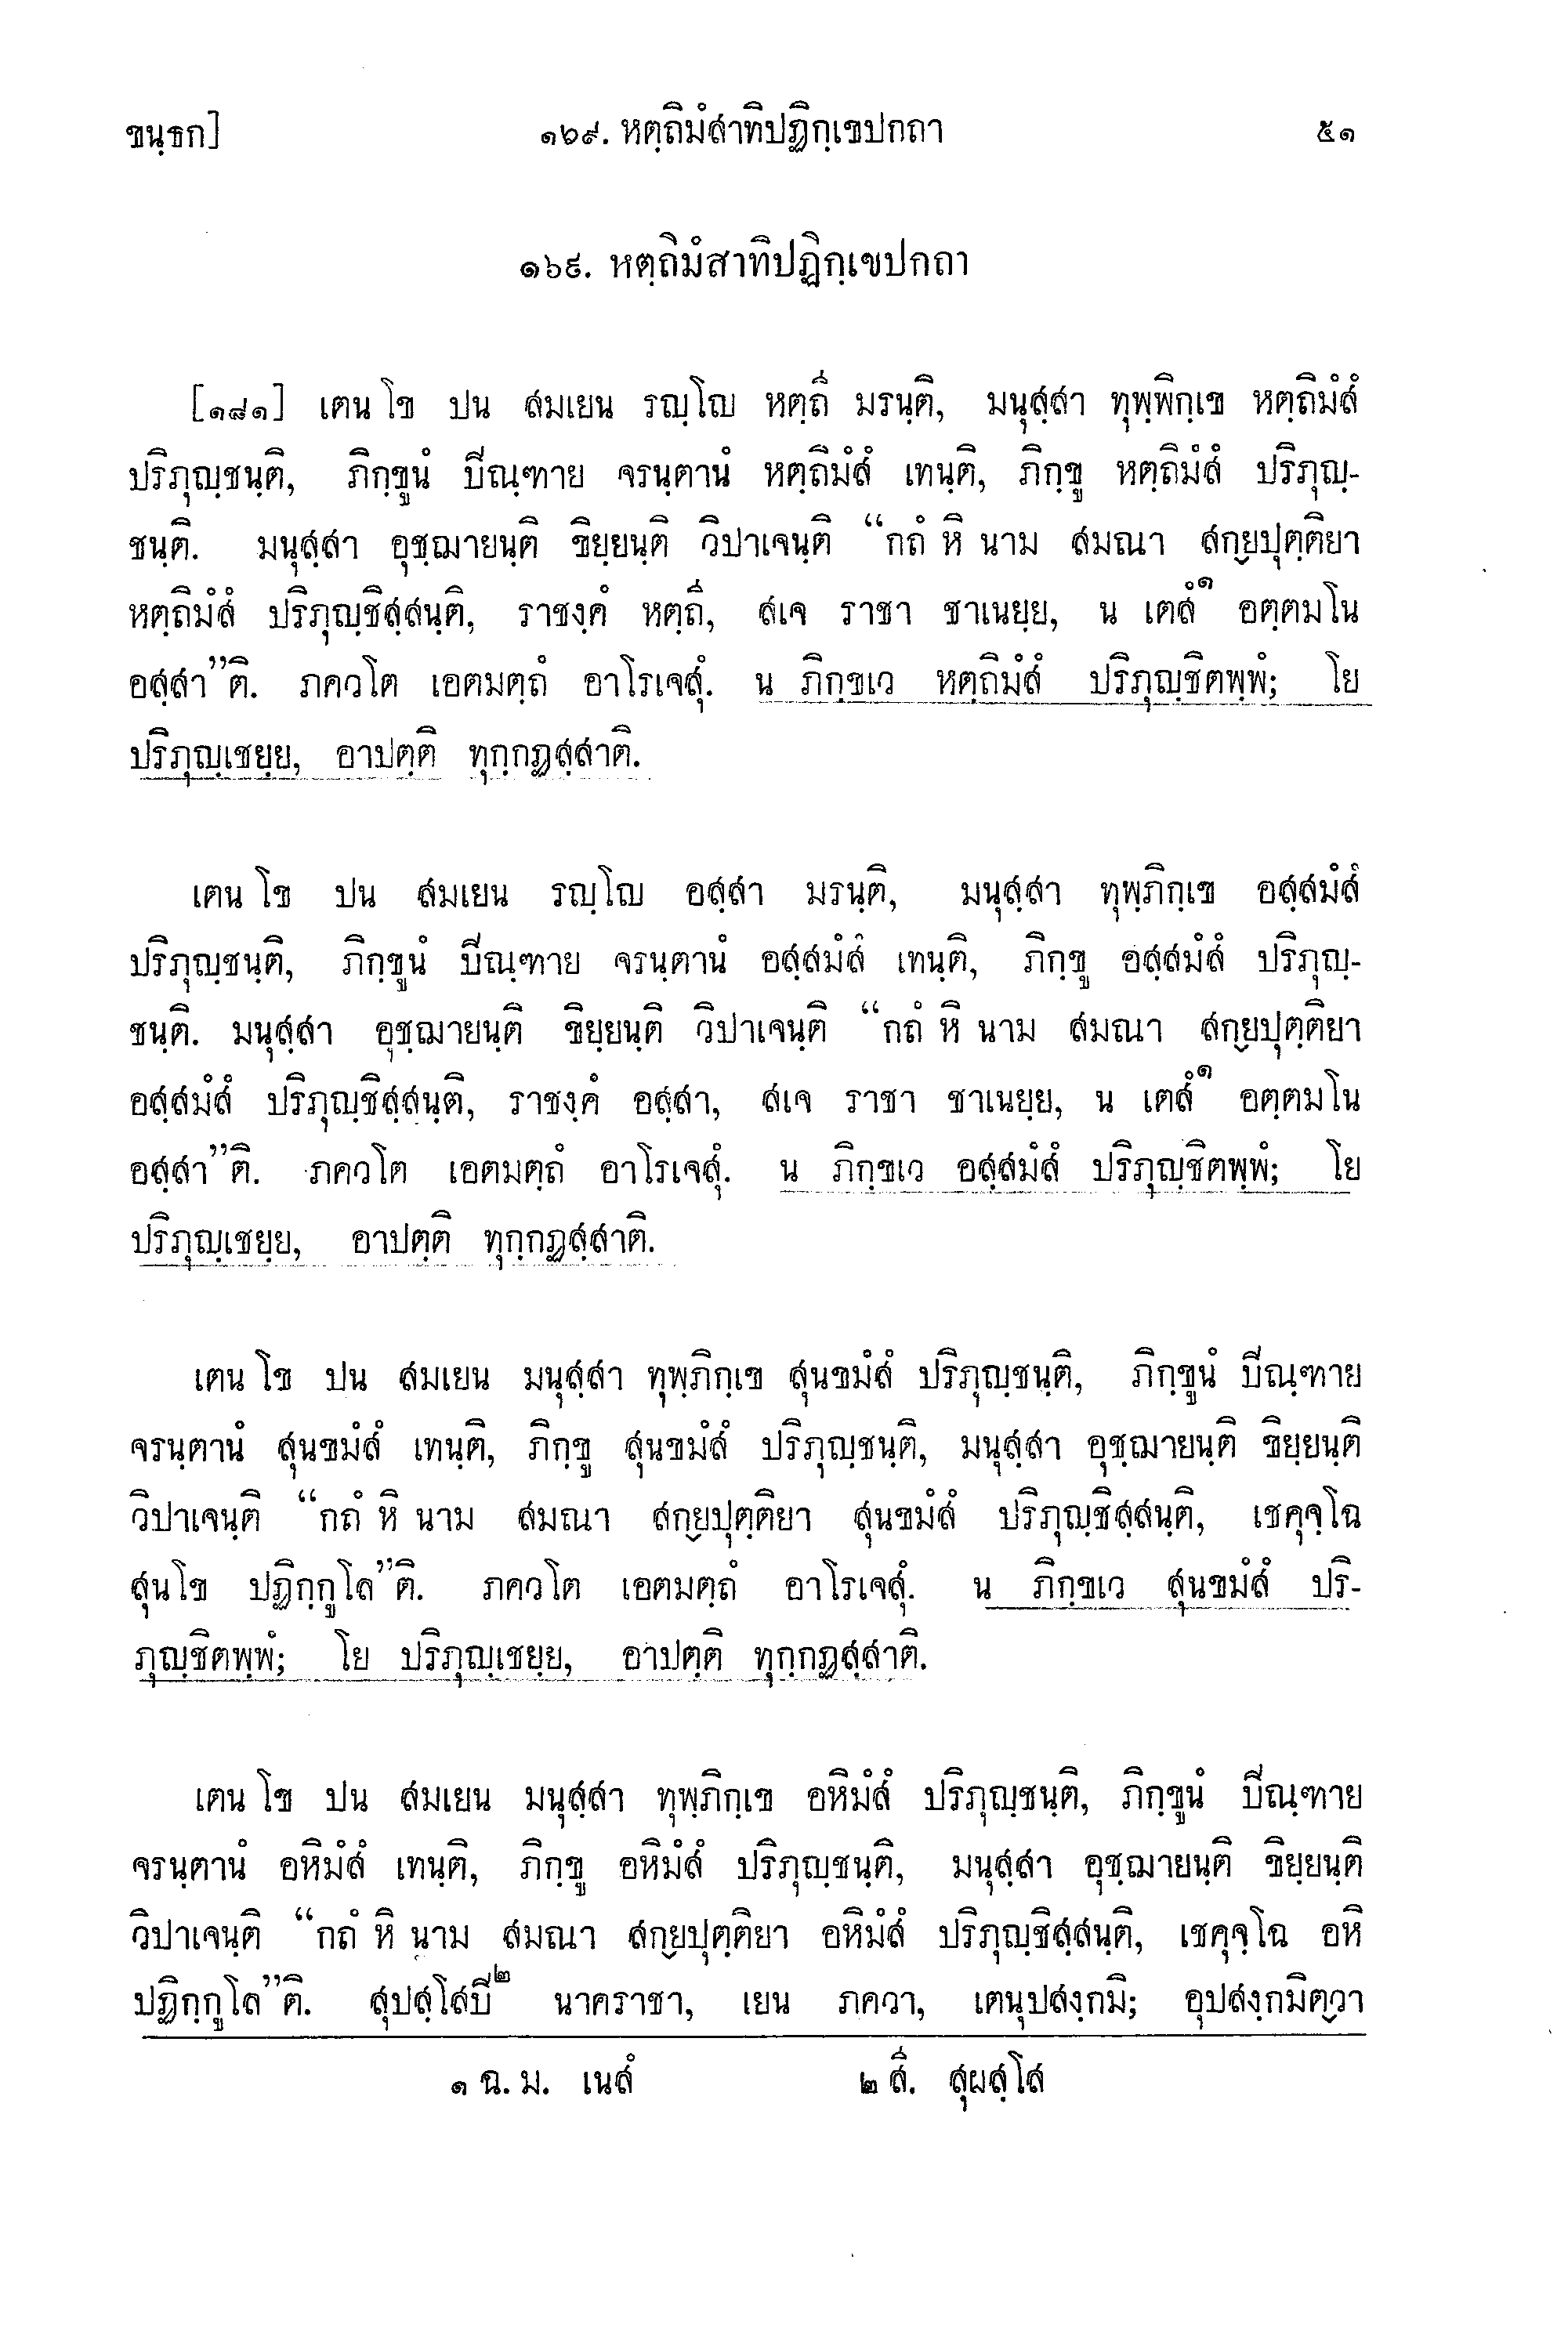 ขนฺธก] ๑๖๙. หตฺถิมํสาทิปฏิกฺเขปกถา ๕๑
๑๖๙. หตฺถิมํสาทิปฏิกฺเขปกถา
[๑๘๑] เตน โข ปน สมเยน รญฺโญ หตฺถี มรนฺติ, มนุสฺสา ทุพฺพิกฺเข หตฺถิมํสํ
ปริภุญฺชนฺติ, ภิกฺขูนํ ปิณฺฑาย จรนฺตานํ หตฺถิมํสํ เทนฺติ, ภิกฺขู หตฺถิมํสํ ปริภุญฺ-
ชนฺติ. มนุสฺสา อุชฺฌายนฺติ ขิยฺยนฺติ วิปาเจนฺติ “กถํ หิ นาม สมณา สกฺยปุตฺติยา
หตฺถิมํสํ ปริภุญฺชิสฺสนฺติ, ราชงฺคํ หตฺถี, สเจ ราชา ชาเนยฺย, น เตสํ๑ อตฺตมโน
อสฺสา”ติ. ภควโต เอตมตฺถํ อาโรเจสุํ. น ภิกฺขเว หตฺถิมํสํ ปริภุญฺชิตพฺพํ; โย
ปริภุญฺเชยฺย, อาปตฺติ ทุกฺกฏสฺสาติ.
เตน โข ปน สมเยน รญฺโญ อสฺสา มรนฺติ, มนุสฺสา ทุพฺภิกฺเข อสฺสมํสํ
ปริภุญฺชนฺติ, ภิกฺขูนํ ปิณฺฑาย จรนฺตานํ อสฺสมํสํ เทนฺติ, ภิกฺขู อสฺสมํสํ ปริภุญฺ-
ชนฺติ. มนุสฺสา อุชฺฌายนฺติ ขิยฺยนฺติ วิปาเจนฺติ “กถํ หิ นาม สมณา สกฺยปุตฺติยา
อสฺสมํสํ ปริภุญฺชิสฺสนฺติ, ราชงฺคํ อสฺสา, สเจ ราชา ชาเนยฺย, น เตสํ๑ อตฺตมโน
อสฺสา”ติ. ภควโต เอตมตฺถํ อาโรเจสุํ. น ภิกฺขเว อสฺสมํสํ ปริภุญฺชิตพฺพํ; โย
ปริภุญฺเชยฺย, อาปตฺติ ทุกฺกฏสฺสาติ.
เตน โข ปน สมเยน มนุสฺสา ทุพฺภิกฺเข สุนขมํสํ ปริภุญฺชนฺติ, ภิกฺขูนํ ปิณฺฑาย
จรนฺตานํ สุนขมํสํ เทนฺติ, ภิกฺขู สุนขมํสํ ปริภุญฺชนฺติ, มนุสฺสา อุชฺฌายนฺติ ขิยฺยนฺติ
วิปาเจนฺติ “กถํ หิ นาม สมณา สกฺยปุตฺติยา สุนขมํสํ ปริภุญฺชิสฺสนฺติ, เชคุจฺโฉ
สุนโข ปฏิกฺกูโล”ติ. ภควโต เอตมตฺถํ อาโรเจสุํ. น ภิกฺขเว สุนขมํสํ ปริ-
ภุญฺชิตพฺพํ; โย ปริภุญฺเชยฺย, อาปตฺติ ทุกฺกฏสฺสาติ.
เตน โข ปน สมเยน มนุสฺสา ทุพฺภิกฺเข อหิมํสํ ปริภุญฺชนฺติ, ภิกฺขูนํ ปิณฺฑาย
จรนฺตานํ อหิมํสํ เทนฺติ, ภิกฺขู อหิมํสํ ปริภุญฺชนฺติ, มนุสฺสา อุชฺฌายนฺติ ขิยฺยนฺติ
วิปาเจนฺติ “กถํ หิ นาม สมณา สกฺยปุตฺติยา อหิมํสํ ปริภุญฺชิสฺสนฺติ, เชคุจฺโฉ อหิ
ปฏิกฺกูโล”ติ. สุปสฺโสปิ๒ นาคราชา, เยน ภควา, เตนุปสงฺกมิ; อุปสงฺกมิตฺวา
๑ ฉ. ม. เนสํ ๒ สี. สุผสฺโส